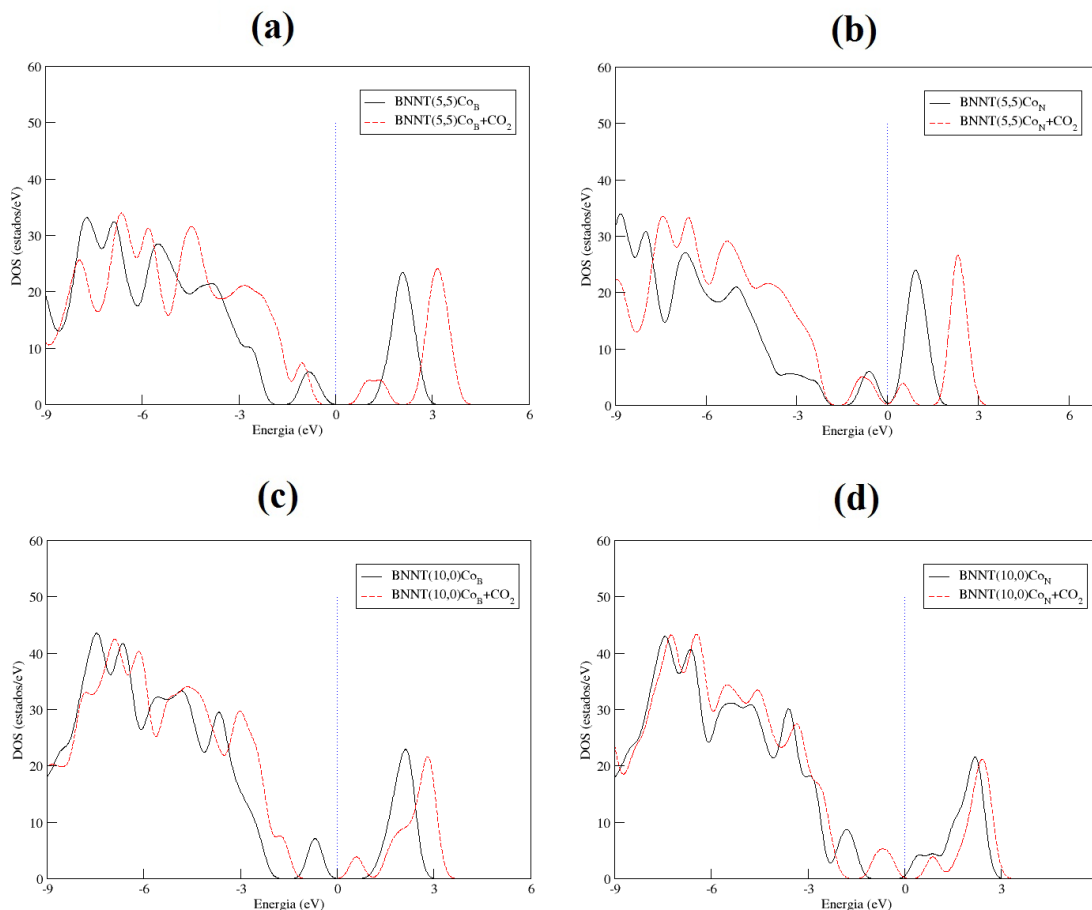 (a)
(b)
60
50
40
30
20
10
0
DOS (estados/eV)
BNNT(5,5)Co_B
BNNT(5,5)Co_B+CO_2
-9
-6
-3
0
3
6
Energia (eV)
60
50
40
30
20
10
0
DOS (estados/eV)
BNNT(5,5)Co_N
BNNT(5,5)Co_N+CO_2
-9
-6
-3
0
3
6
Energia (eV)
(c)
(d)
60
50
40
30
20
10
0
DOS (estados/eV)
BNNT(10,0)Co_B
BNNT(10,0)Co_B+CO_2
-9
-6
-3
0
3
6
Energia (eV)
60
50
40
30
20
10
0
DOS (estados/eV)
BNNT(10,0)Co_N
BNNT(10,0)Co_N+CO_2
-9
-6
-3
0
3
6
Energia (eV)